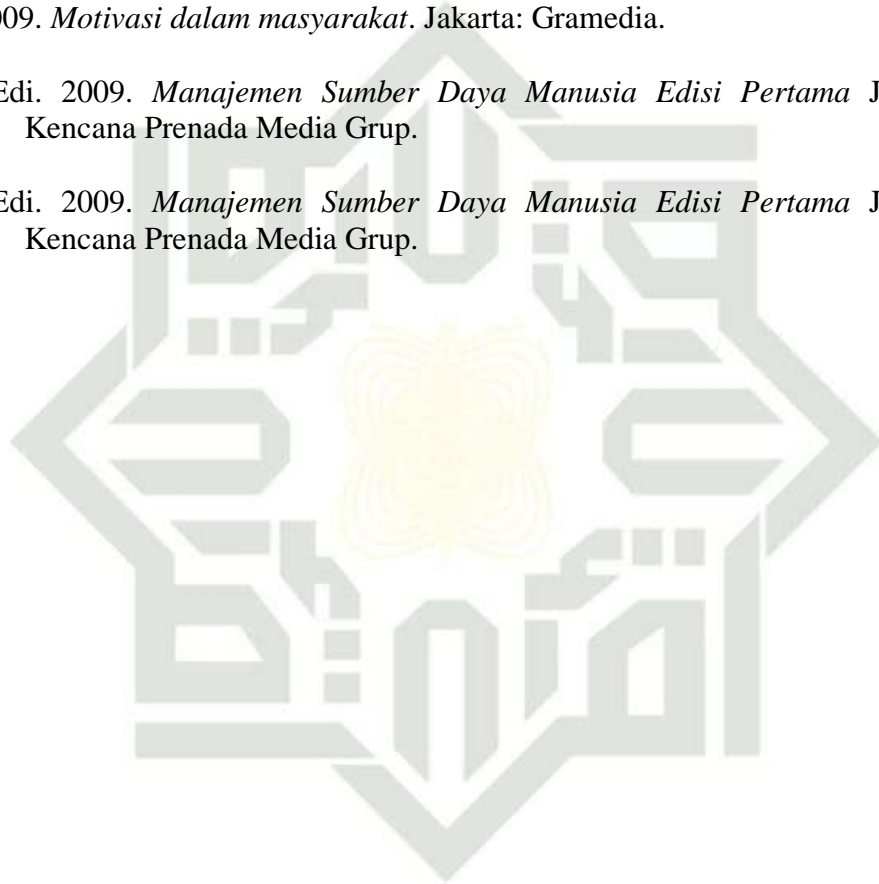 009. Motivasi dalam masyarakat. Jakarta: Gramedia.
Edi. 2009. Manajemen Sumber Daya Manusia Edisi Pertama J
Kencana Prenada Media Grup.
Edi. 2009. Manajemen Sumber Daya Manusia Edisi Pertama J
Kencana Prenada Media Grup.